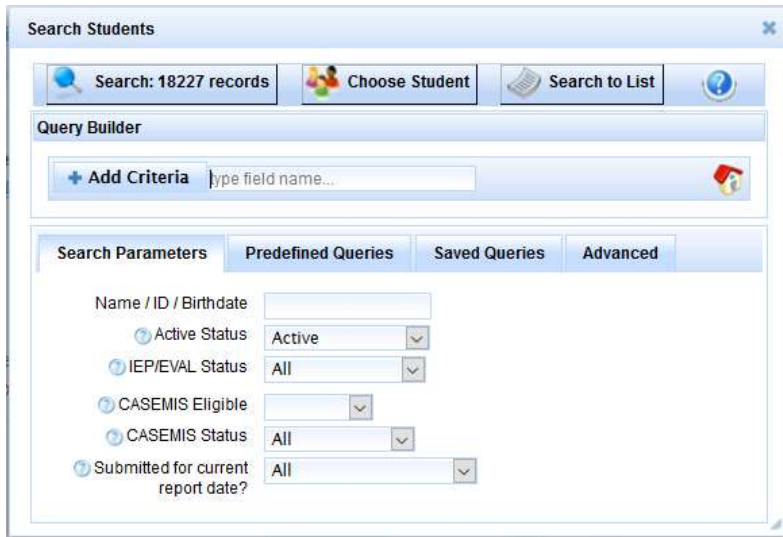 Search Students
Search: 18227 records Choose Student Search to List
Query Builder
Add Criteria type field name...
Search Parameters Predefined Queries Saved Queries Advanced
Name / ID / Birthdate
Active Status Active
IEP/EVAL Status All
CASEMIS Eligible
CASEMIS Status All
Submitted for current All
report date?